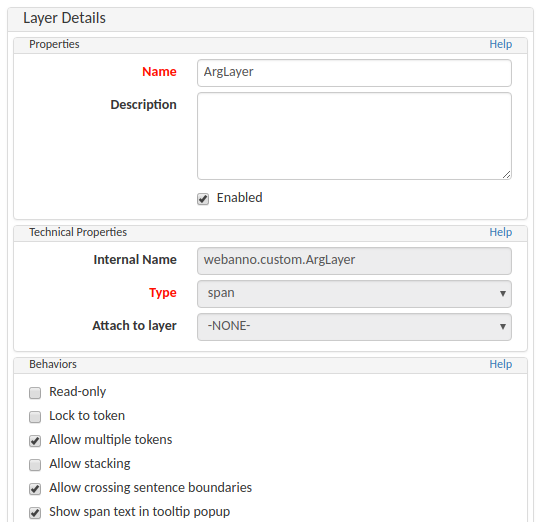 Layer Details
Properties Help
Name ArgLayer
Description
Enabled
Technical Properties Help
Internal Name webanno.custom.ArgLayer
Type span
Attach to layer -NONE-
Behaviors Help
Read-only
Lock to token
Allow multiple tokens
Allow stacking
Allow crossing sentence boundaries
Show span text in tooltip popup